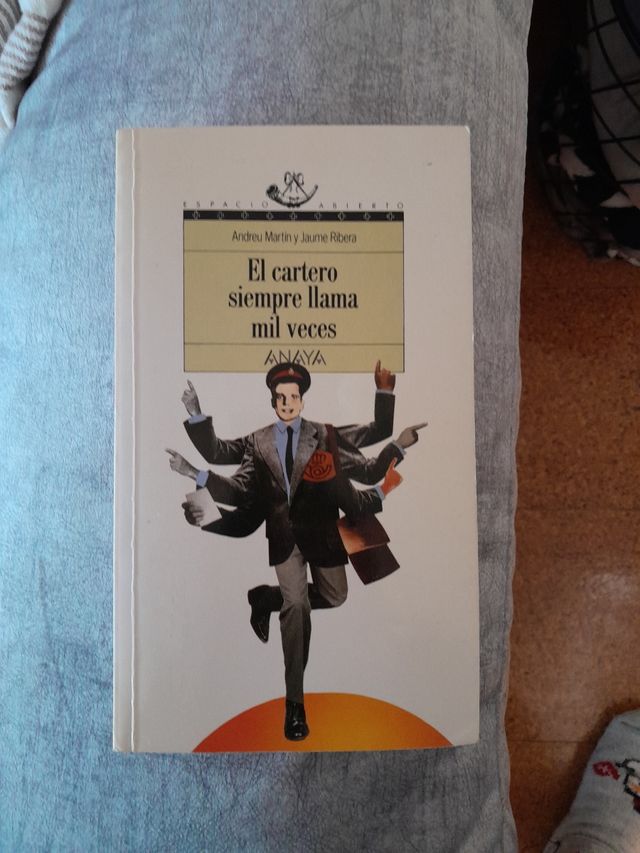 ESPACIO ABIERTO
Andreu Martín y Jaume Ribera
El cartero
siempre llama
mil veces
ANAYA